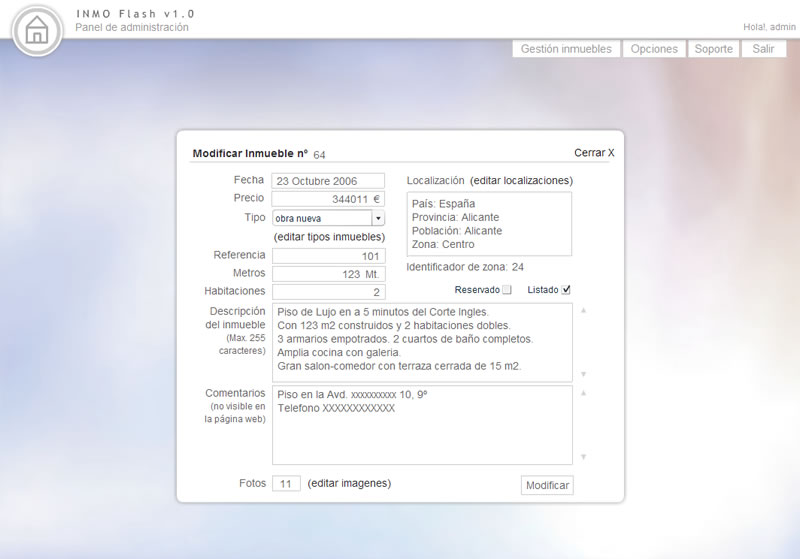 INMO Flash v1.0
Panel de administración
Hola!, admin
Gestión inmuebles
Opciones
Soporte
Salir
Modificar Inmueble nº 64
Cerrar X
Fecha 23 Octubre 2006
Precio 344011 €
Tipo obra nueva
(editar tipos inmuebles)
Referencia 101
Metros 123 Mt.
Habitaciones 2
Localización (editar localizaciones)
País: España
Provincia: Alicante
Población: Alicante
Zona: Centro
Identificador de zona: 24
Reservado
Listado
Descripción
del inmueble
(Max. 255
caracteres)
Piso de Lujo en a 5 minutos del Corte Ingles.
Con 123 m2 construidos y 2 habitaciones dobles.
3 armarios empotrados. 2 cuartos de baño completos.
Amplia cocina con galeria.
Gran salon-comedor con terraza cerrada de 15 m2.
Comentarios
(no visible en
la página web)
Piso en la Avd. xxxxxxxxxx 10, 9º
Telefono XXXXXXXXXXXX
Fotos 11 (editar imagenes)
Modificar